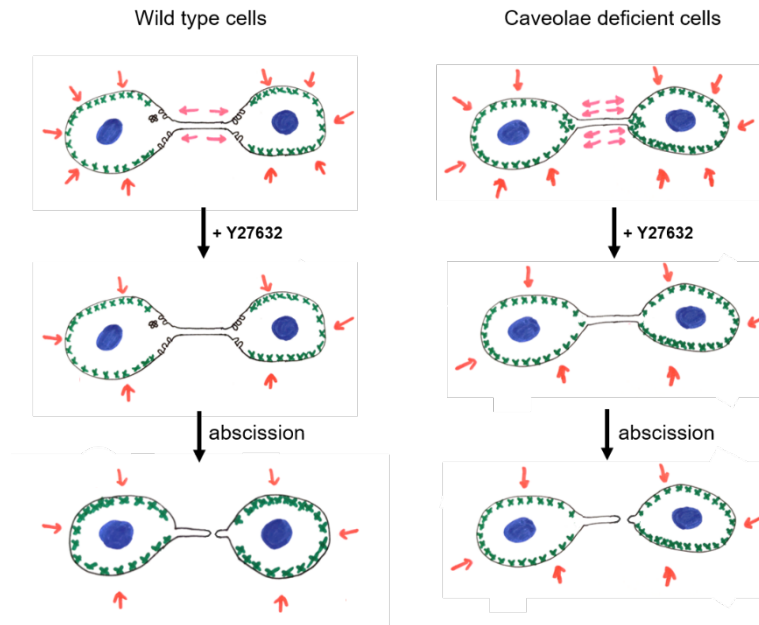 Wild type cells
Caveolae deficient cells
+ Y27632
+ Y27632
abscission
abscission